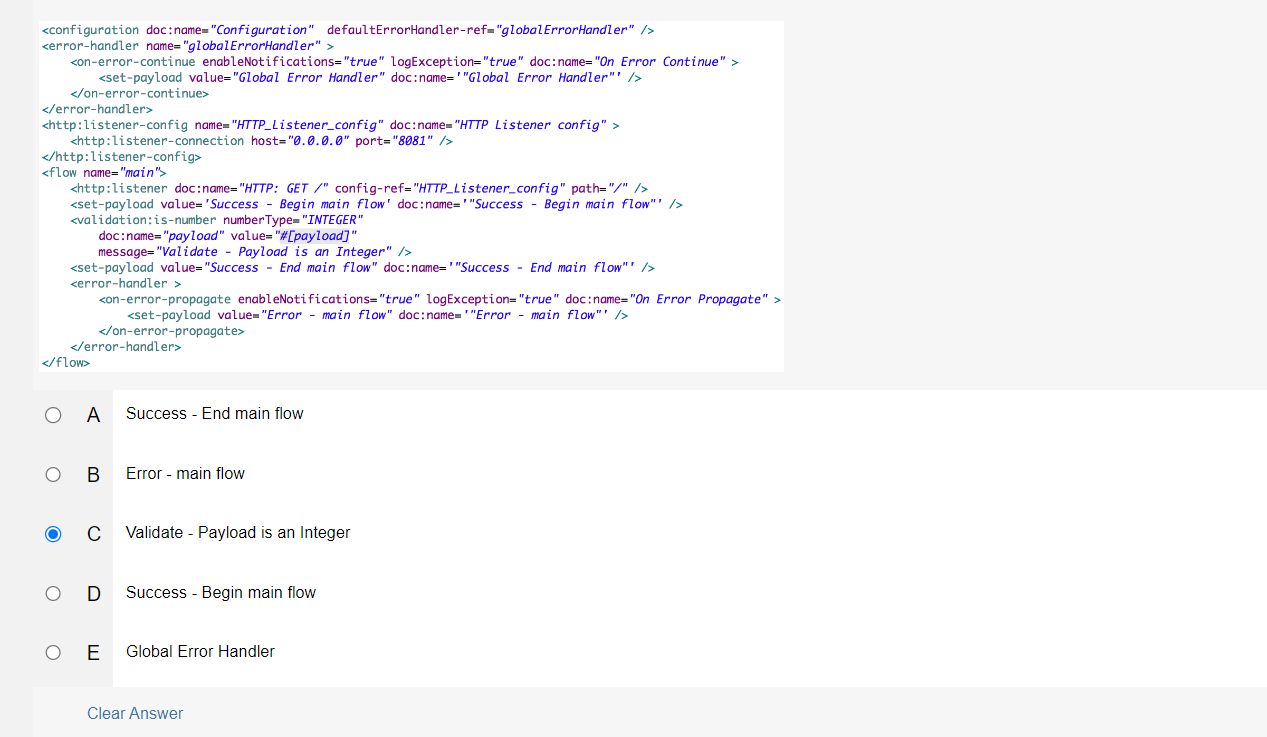 <configuration doc:name="Configuration"  defaultErrorHandler-ref="globalErrorHandler" />
<error-handler name="globalErrorHandler" >
    <on-error-continue enableNotifications="true" logException="true" doc:name="On Error Continue" >
        <set-payload value="Global Error Handler" doc:name='"Global Error Handler"' />
    </on-error-continue>
</error-handler>
<http:listener-config name="HTTP_Listener_config" doc:name="HTTP Listener config" >
    <http:listener-connection host="0.0.0.0" port="8081" />
</http:listener-config>
<flow name="main">
    <http:listener doc:name="HTTP: GET /" config-ref="HTTP_Listener_config" path="/" />
    <set-payload value='Success - Begin main flow' doc:name='"Success - Begin main flow"' />
    <validation:is-number numberType="INTEGER"
        doc:name="payload" value="#[payload]"
        message="Validate - Payload is an Integer" />
    <set-payload value="Success - End main flow" doc:name='"Success - End main flow"' />
    <error-handler >
        <on-error-propagate enableNotifications="true" logException="true" doc:name="On Error Propagate" >
            <set-payload value="Error - main flow" doc:name='"Error - main flow"' />
        </on-error-propagate>
    </error-handler>
</flow>
A Success - End main flow
B Error - main flow
C Validate - Payload is an Integer
D Success - Begin main flow
E Global Error Handler
Clear Answer